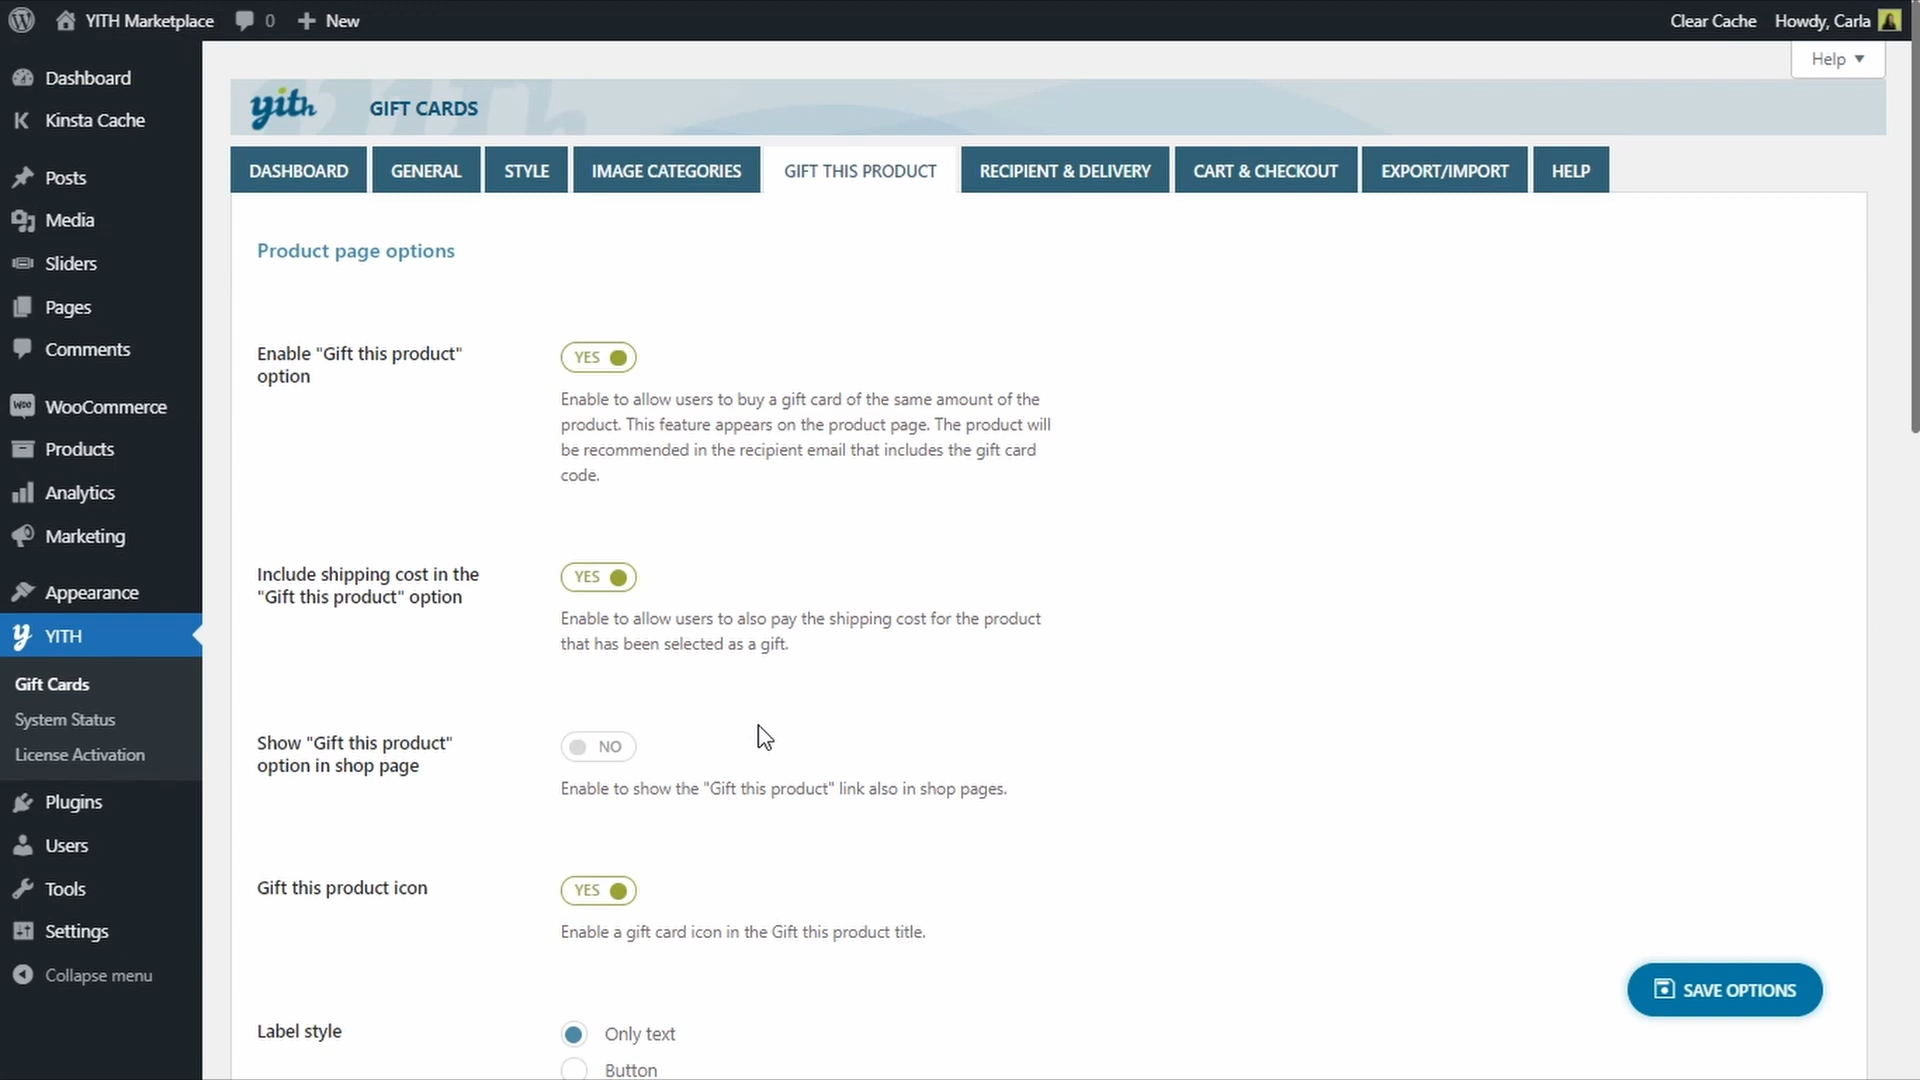 YITH Marketplace
0
New
Clear Cache
Howdy, Carla
Help
Dashboard
Kinsta Cache
Posts
Media
Sliders
Pages
Comments
WooCommerce
Products
Analytics
Marketing
Appearance
YITH
Gift Cards
System Status
License Activation
Plugins
Users
Tools
Settings
Collapse menu
yith
GIFT CARDS
DASHBOARD
GENERAL
STYLE
IMAGE CATEGORIES
GIFT THIS PRODUCT
RECIPIENT & DELIVERY
CART & CHECKOUT
EXPORT/IMPORT
HELP
Product page options
Enable "Gift this product"
option
YES
Enable to allow users to buy a gift card of the same amount of the
product. This feature appears on the product page. The product will
be recommended in the recipient email that includes the gift card
code.
Include shipping cost in the
"Gift this product" option
YES
Enable to allow users to also pay the shipping cost for the product
that has been selected as a gift.
Show "Gift this product"
option in shop page
NO
Enable to show the "Gift this product" link also in shop pages.
Gift this product icon
YES
Enable a gift card icon in the Gift this product title.
Label style
Only text
Button
SAVE OPTIONS